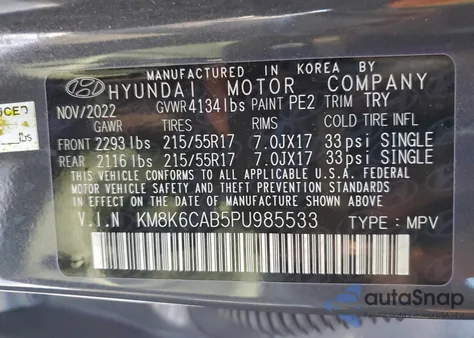 MANUFACTURED IN KOREA BY
HYUNDAI MOTOR COMPANY
NOV/2022 GVWR 4134 lbs PAINT PE2 TRIM TRY
GAWR TIRES RIMS COLD TIRE INFL
FRONT 2293 lbs 215/55R17 7.0JX17 33 psi SINGLE
REAR 2116 lbs 215/55R17 7.0JX17 33 psi SINGLE
THIS VEHICLE CONFORMS TO ALL APPLICABLE U.S.A. FEDERAL
MOTOR VEHICLE SAFETY, BUMPER, AND THEFT PREVENTION STANDARDS
IN EFFECT ON THE DATE OF MANUFACTURE SHOWN ABOVE.
V.I.N KM8K6CAB5PU985533 TYPE : MPV
autoSnap